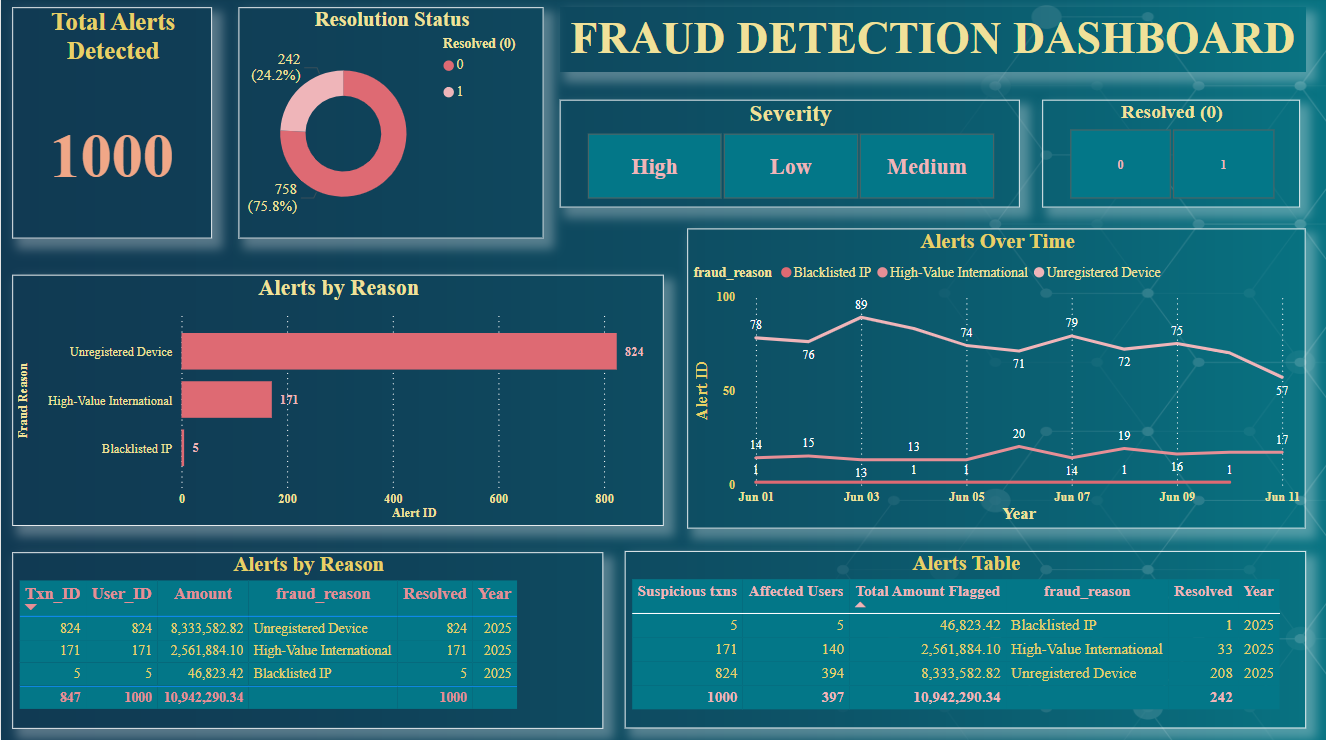 Total Alerts
Detected
1000
Resolution Status
Resolved (0)
0
1
242
(24.2%)
758
(75.8%)
FRAUD DETECTION DASHBOARD
Severity
High Low Medium
Resolved (0)
0 1
Alerts by Reason
Fraud Reason
Unregistered Device 824
High-Value International 171
Blacklisted IP 5
0 200 400 600 800
Alert ID
Alerts Over Time
fraud_reason Blacklisted IP High-Value International Unregistered Device
Alert ID
100
50
0
78 76 89 74 71 79 72 75 57
14 15 13 13 20 14 19 16 17
1 1 1 1 1
Jun 01 Jun 03 Jun 05 Jun 07 Jun 09 Jun 11
Year
Alerts by Reason
Txn_ID User_ID Amount fraud_reason Resolved Year
824 824 8,333,582.82 Unregistered Device 824 2025
171 171 2,561,884.10 High-Value International 171 2025
5 5 46,823.42 Blacklisted IP 5 2025
847 1000 10,942,290.34 1000
Alerts Table
Suspicious txns Affected Users Total Amount Flagged fraud_reason Resolved Year
5 5 46,823.42 Blacklisted IP 1 2025
171 140 2,561,884.10 High-Value International 33 2025
824 394 8,333,582.82 Unregistered Device 208 2025
1000 397 10,942,290.34 242